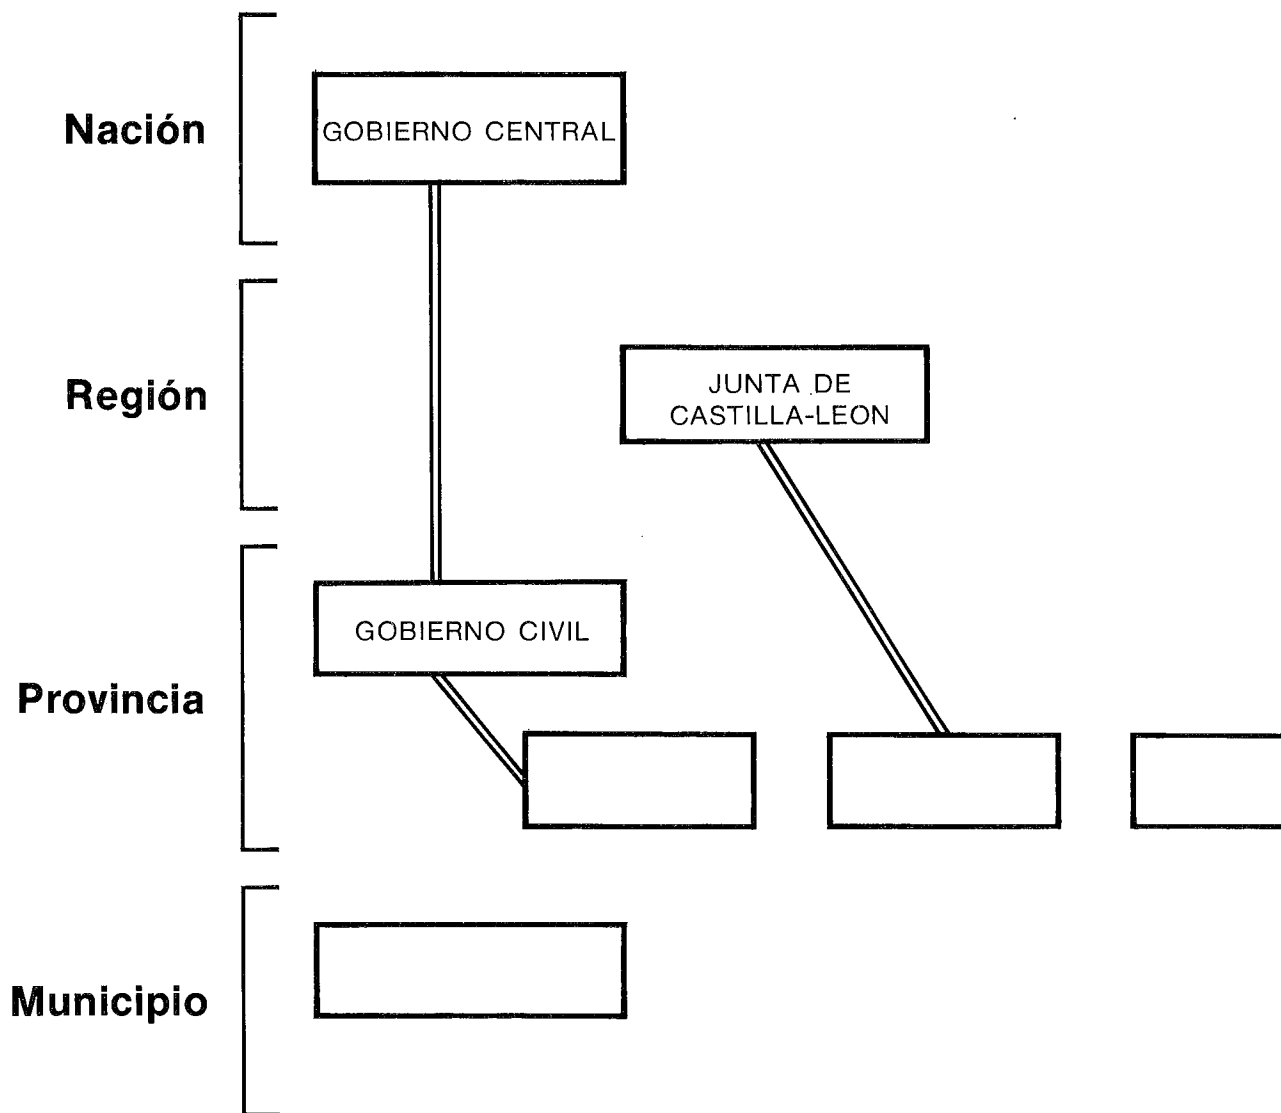 Nación
GOBIERNO CENTRAL
Región
JUNTA DE
CASTILLA-LEON
Provincia
GOBIERNO CIVIL
Municipio